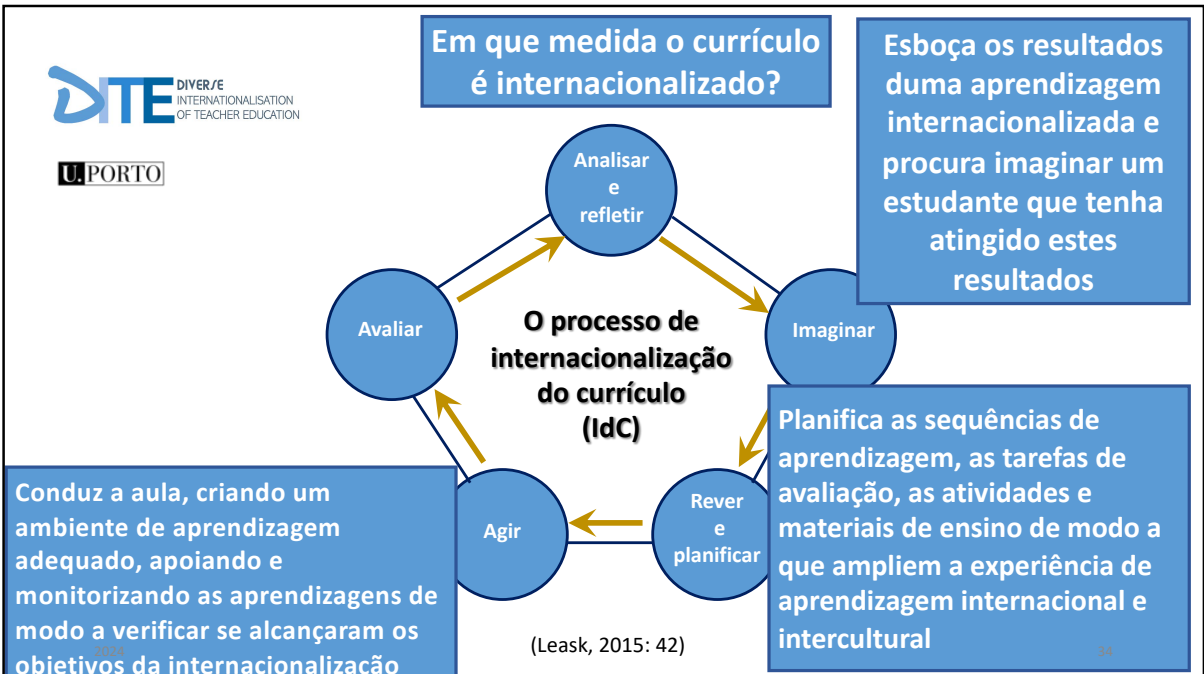 DITE DIVERSE
INTERNATIONALISATION
OF TEACHER EDUCATION
U. PORTO
Em que medida o currículo
é internacionalizado?
Esboça os resultados
duma aprendizagem
internacionalizada e
procura imaginar um
estudante que tenha
atingido estes
resultados
Analisar
e
refletir
Avaliar
O processo de
internacionalização
do currículo
(IdC)
Imaginar
Planifica as sequências de
aprendizagem, as tarefas de
avaliação, as atividades e
materiais de ensino de modo a
que ampliem a experiência de
aprendizagem internacional e
intercultural
Rever
e
planificar
Agir
Conduz a aula, criando um
ambiente de aprendizagem
adequado, apoiando e
monitorizando as aprendizagens de
modo a verificar se alcançaram os
objetivos da internacionalização
(Leask, 2015: 42)